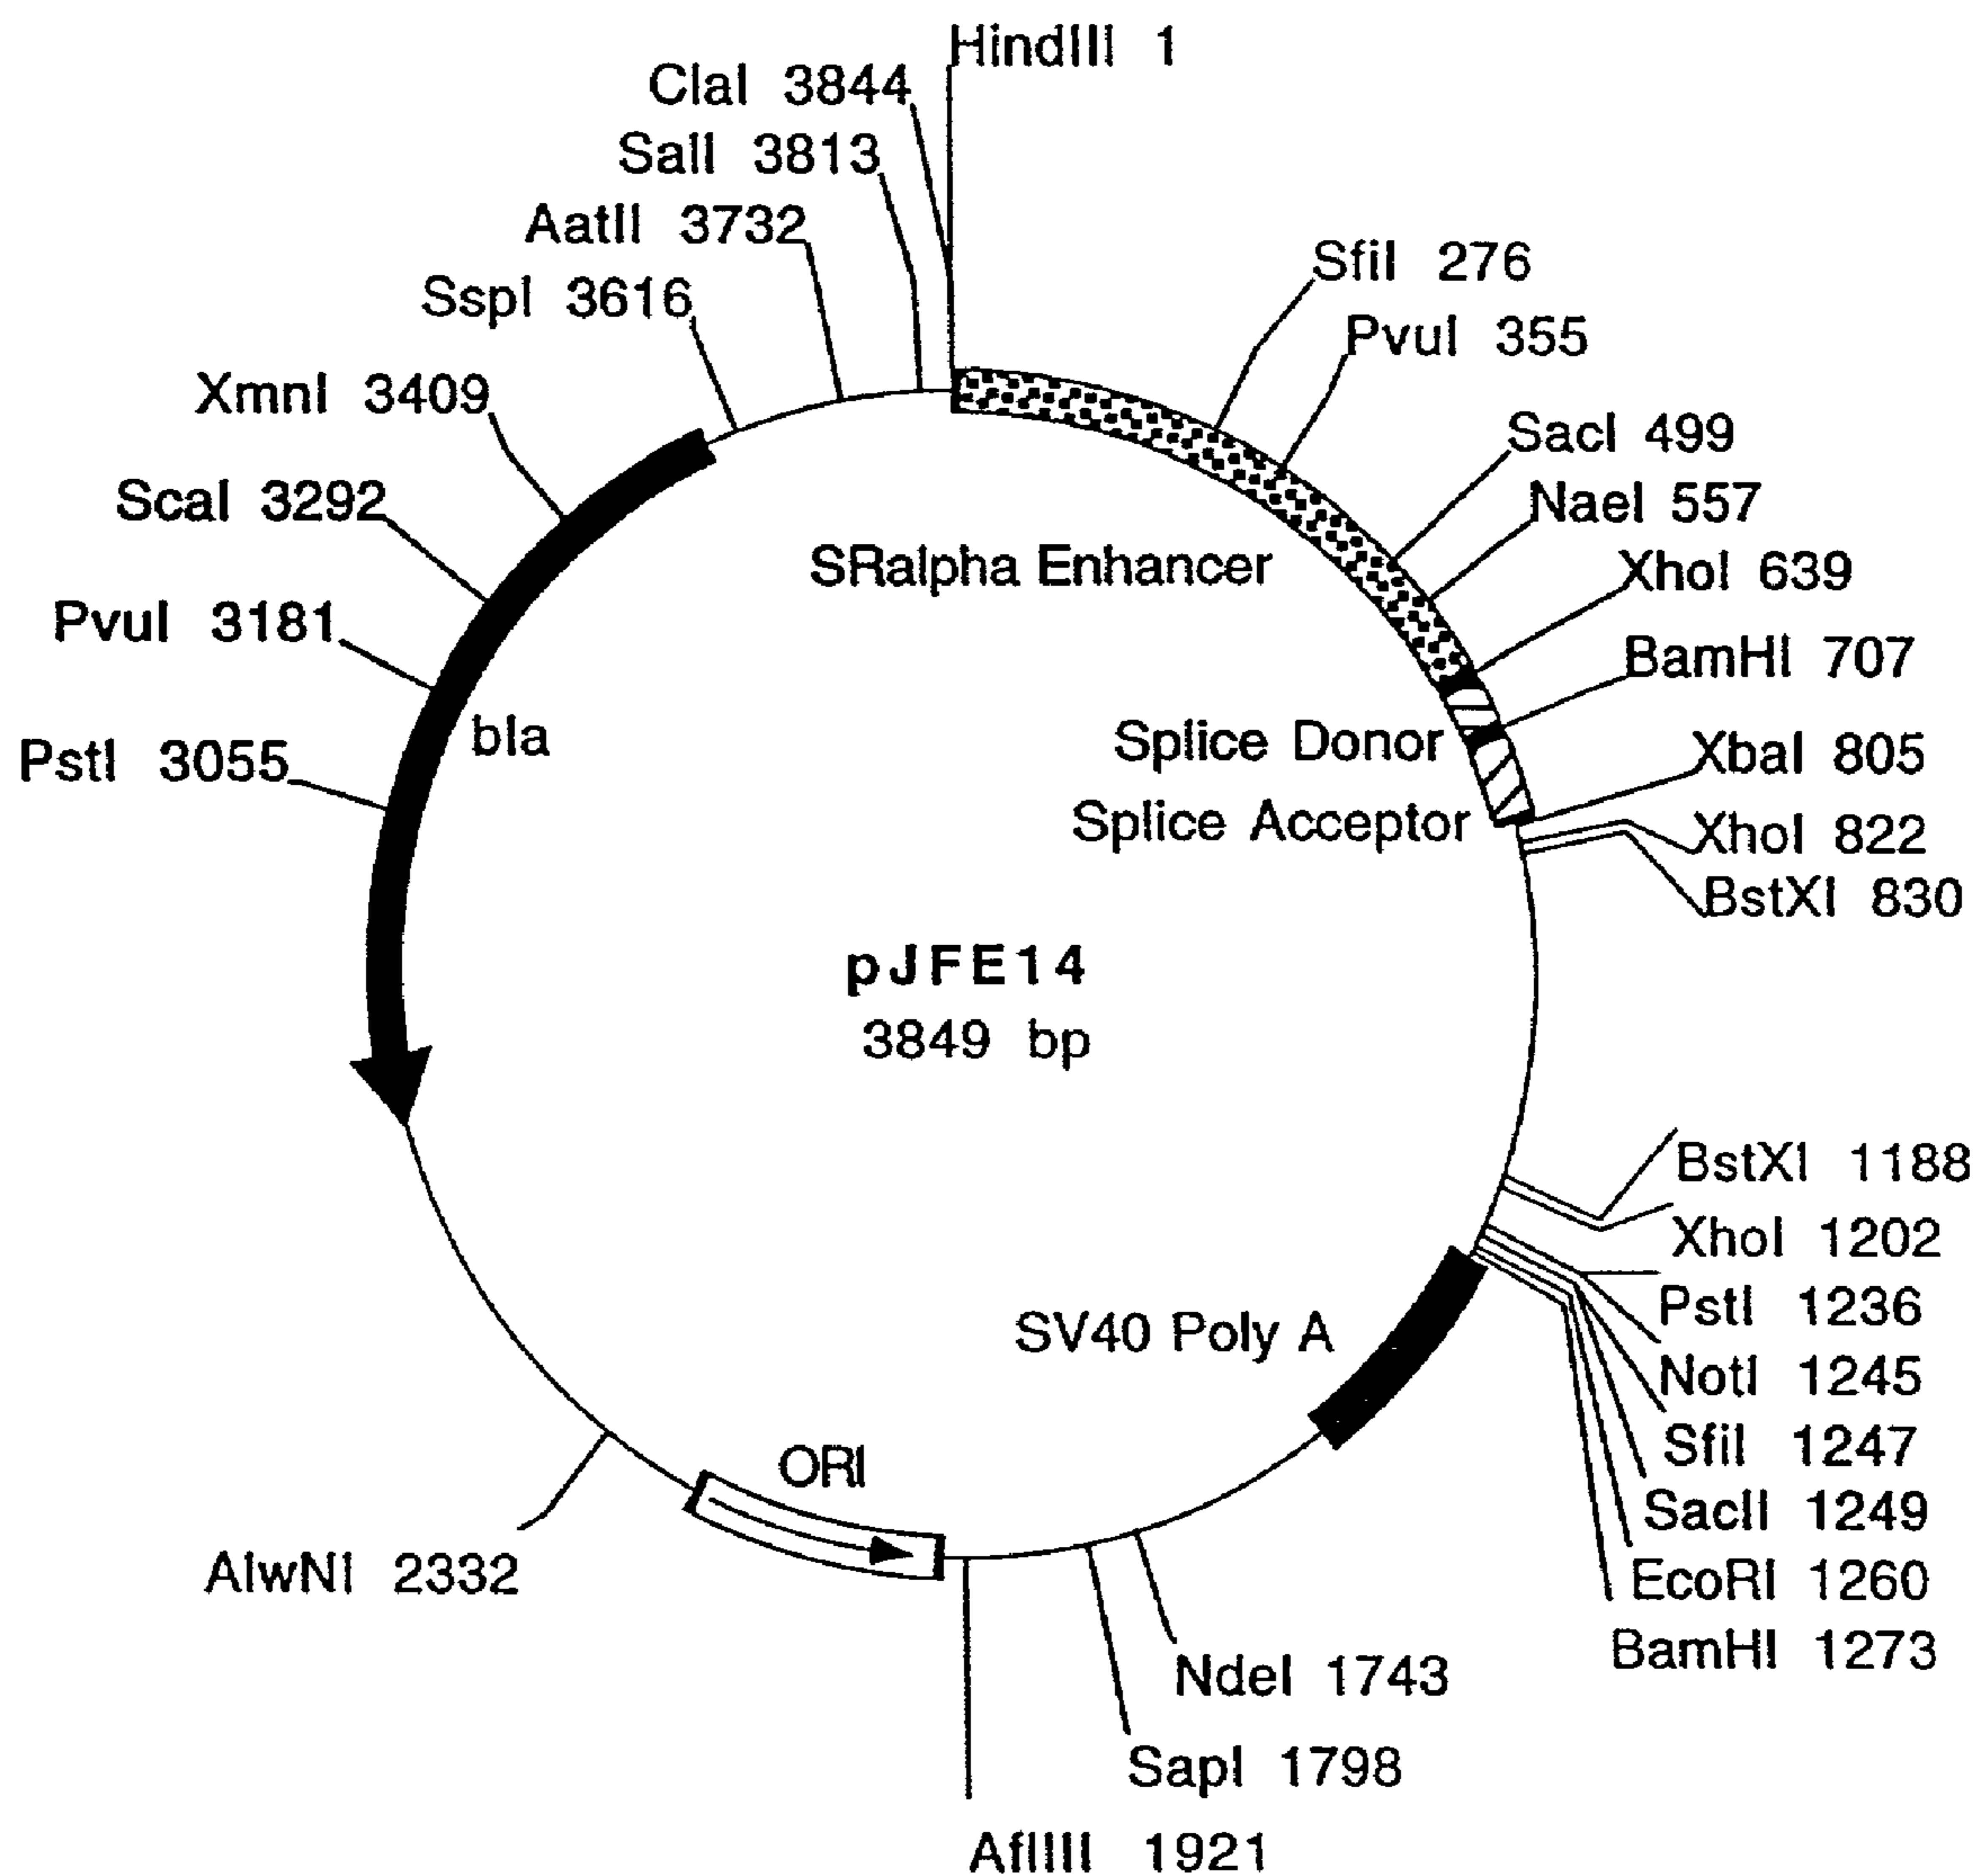 HindIII 1
ClaI 3844
SalI 3813
AatII 3732
SspI 3616
XmnI 3409
ScaI 3292
PvuI 3181
PstI 3055
SfiI 276
PvuI 355
SacI 499
NaeI 557
XhoI 639
BamHI 707
XbaI 805
XhoI 822
BstXI 830
SRalpha Enhancer
bla
Splice Donor
Splice Acceptor
pJFE14
3849 bp
BstXI 1188
XhoI 1202
PstI 1236
NotI 1245
SfiI 1247
SacII 1249
EcoRI 1260
BamHI 1273
SV40 Poly A
ORI
AlwNI 2332
NdeI 1743
SapI 1798
AflIII 1921